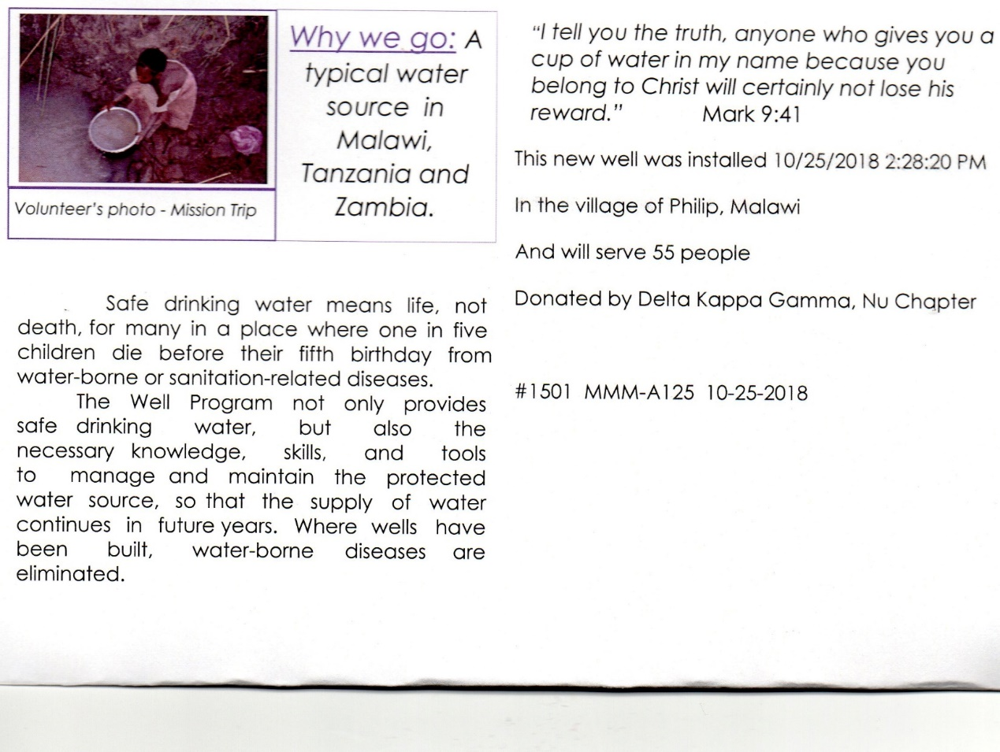 Why we go: A
typical water
source in
Malawi,
Tanzania and
Zambia.
Volunteer's photo - Mission Trip
Safe drinking water means life, not
death, for many in a place where one in five
children die before their fifth birthday from
water-borne or sanitation-related diseases.
The Well Program not only provides
safe drinking water, but also the
necessary knowledge, skills, and tools
to manage and maintain the protected
water source, so that the supply of water
continues in future years. Where wells have
been built, water-borne diseases are
eliminated.
"I tell you the truth, anyone who gives you a
cup of water in my name because you
belong to Christ will certainly not lose his
reward." Mark 9:41
This new well was installed 10/25/2018 2:28:20 PM
In the village of Philip, Malawi
And will serve 55 people
Donated by Delta Kappa Gamma, Nu Chapter
#1501 MMM-A125 10-25-2018